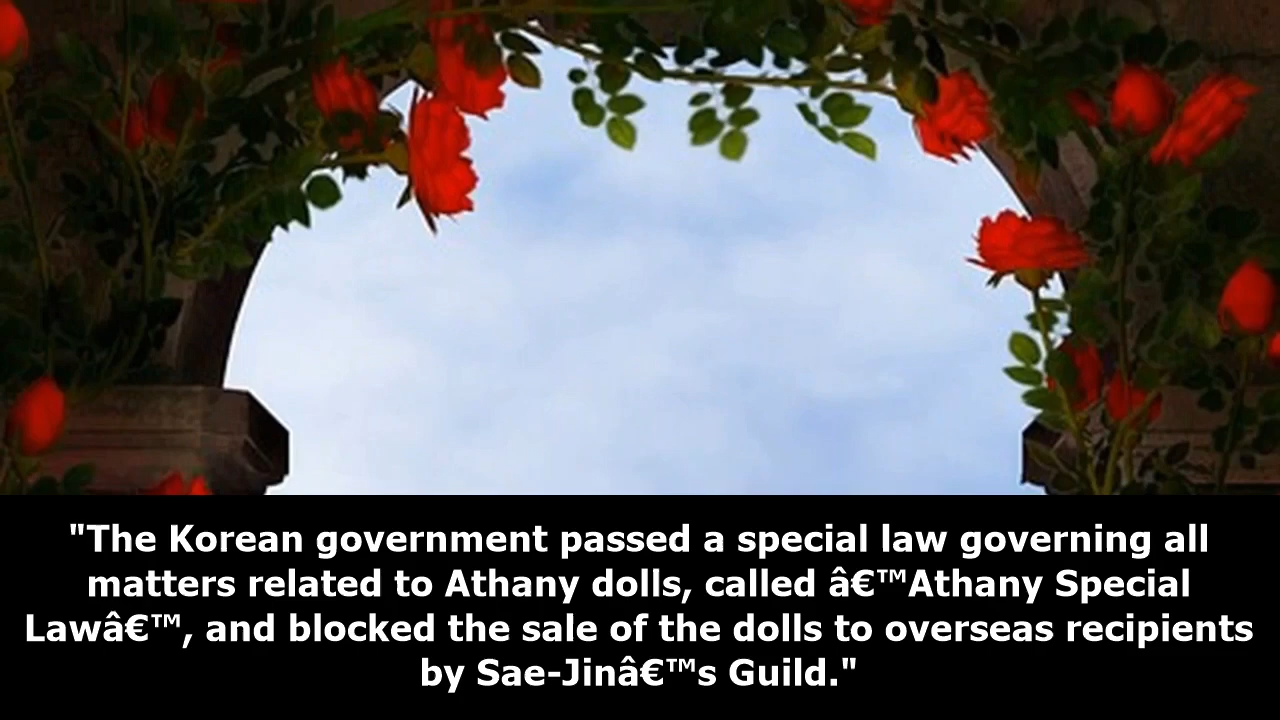 "The Korean government passed a special law governing all
matters related to Athany dolls, called â€™Athany Special
Lawâ€™, and blocked the sale of the dolls to overseas recipients
by Sae-Jinâ€™s Guild."